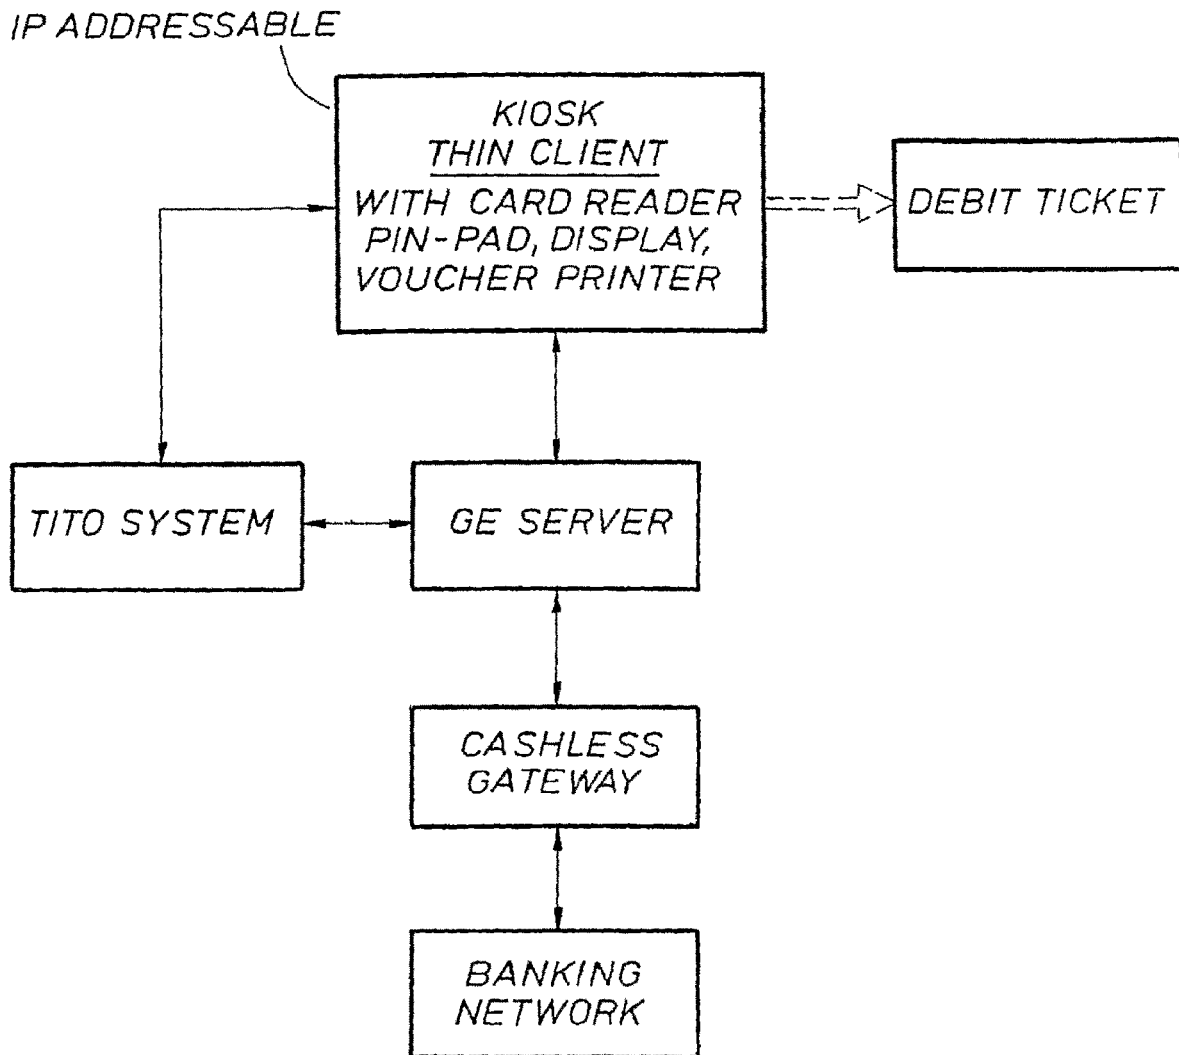 IP ADDRESSABLE
KIOSK
THIN CLIENT
WITH CARD READER
PIN-PAD, DISPLAY,
VOUCHER PRINTER
DEBIT TICKET
TITO SYSTEM
GE SERVER
CASHLESS
GATEWAY
BANKING
NETWORK